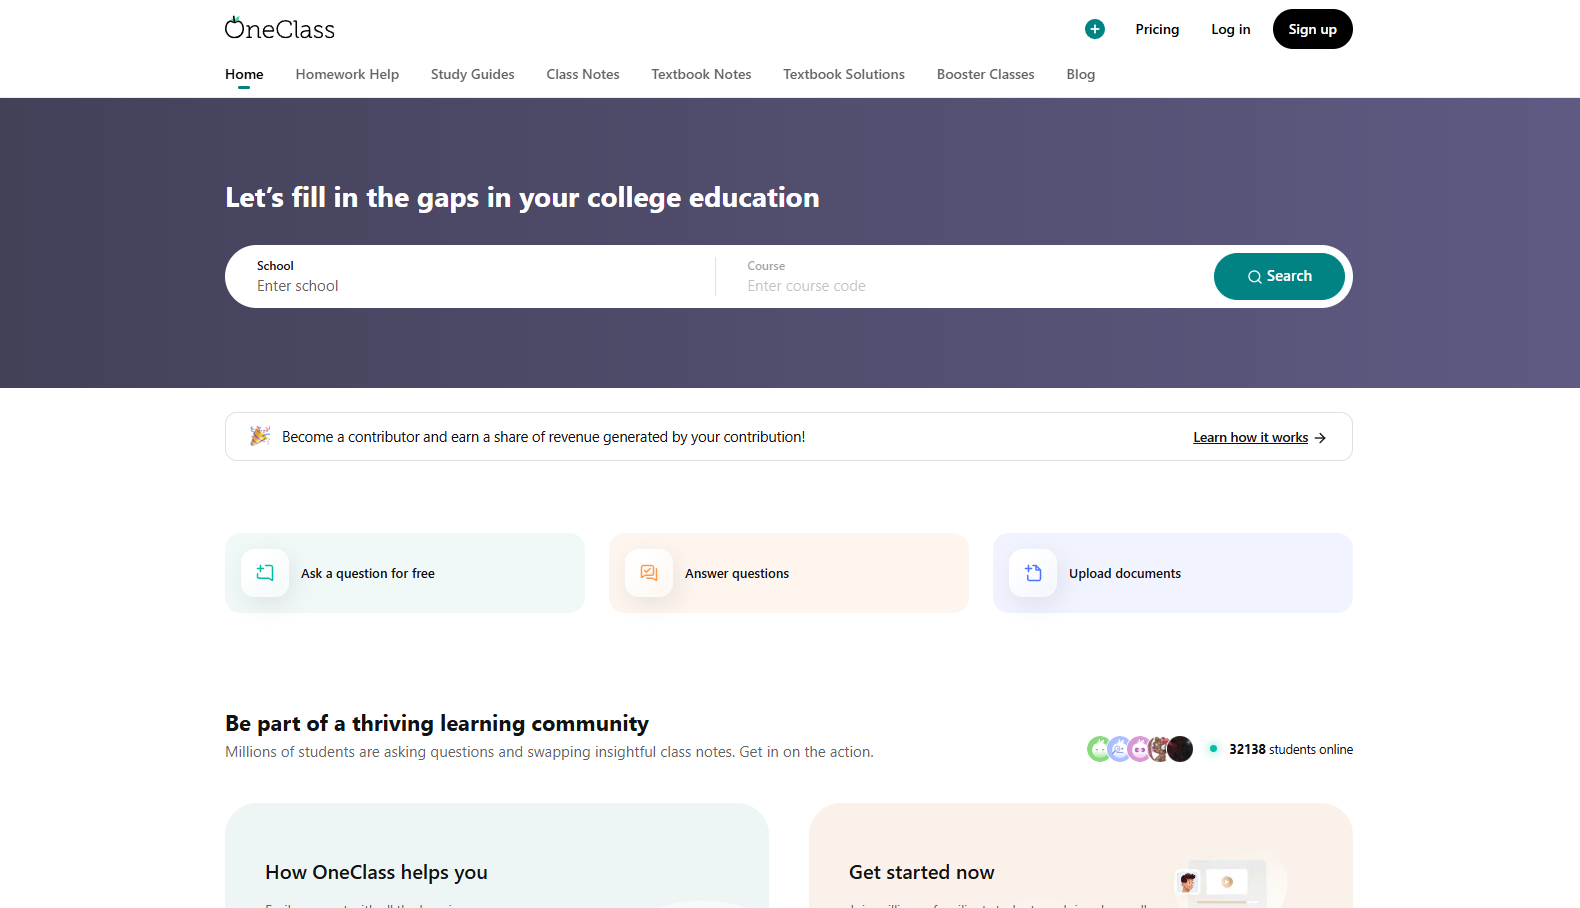 OneClass
Pricing
Log in
Sign up
Home
Homework Help
Study Guides
Class Notes
Textbook Notes
Textbook Solutions
Booster Classes
Blog
Let's fill in the gaps in your college education
School
Enter school
Course
Enter course code
Search
🎉 Become a contributor and earn a share of revenue generated by your contribution!
Learn how it works →
Ask a question for free
Answer questions
Upload documents
Be part of a thriving learning community
Millions of students are asking questions and swapping insightful class notes. Get in on the action.
32138 students online
How OneClass helps you
Get started now